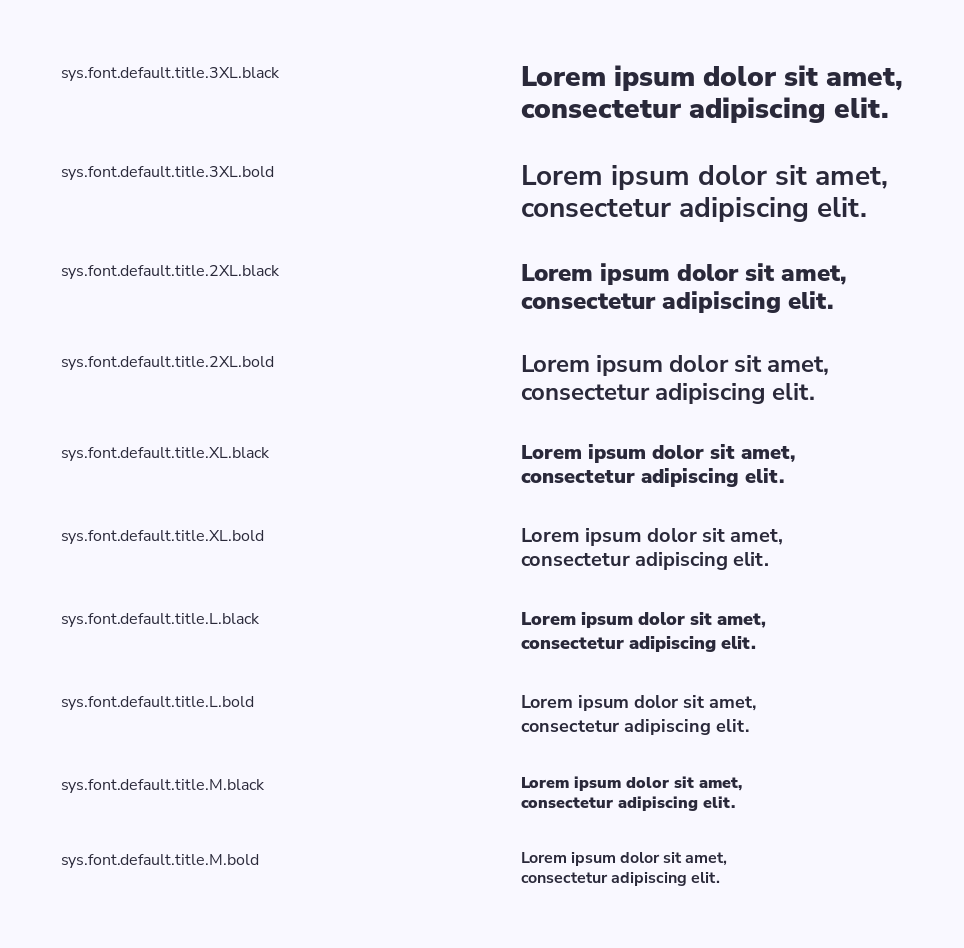 sys.font.default.title.3XL.black
Lorem ipsum dolor sit amet,
consectetur adipiscing elit.
sys.font.default.title.3XL.bold
Lorem ipsum dolor sit amet,
consectetur adipiscing elit.
sys.font.default.title.2XL.black
Lorem ipsum dolor sit amet,
consectetur adipiscing elit.
sys.font.default.title.2XL.bold
Lorem ipsum dolor sit amet,
consectetur adipiscing elit.
sys.font.default.title.XL.black
Lorem ipsum dolor sit amet,
consectetur adipiscing elit.
sys.font.default.title.XL.bold
Lorem ipsum dolor sit amet,
consectetur adipiscing elit.
sys.font.default.title.L.black
Lorem ipsum dolor sit amet,
consectetur adipiscing elit.
sys.font.default.title.L.bold
Lorem ipsum dolor sit amet,
consectetur adipiscing elit.
sys.font.default.title.M.black
Lorem ipsum dolor sit amet,
consectetur adipiscing elit.
sys.font.default.title.M.bold
Lorem ipsum dolor sit amet,
consectetur adipiscing elit.